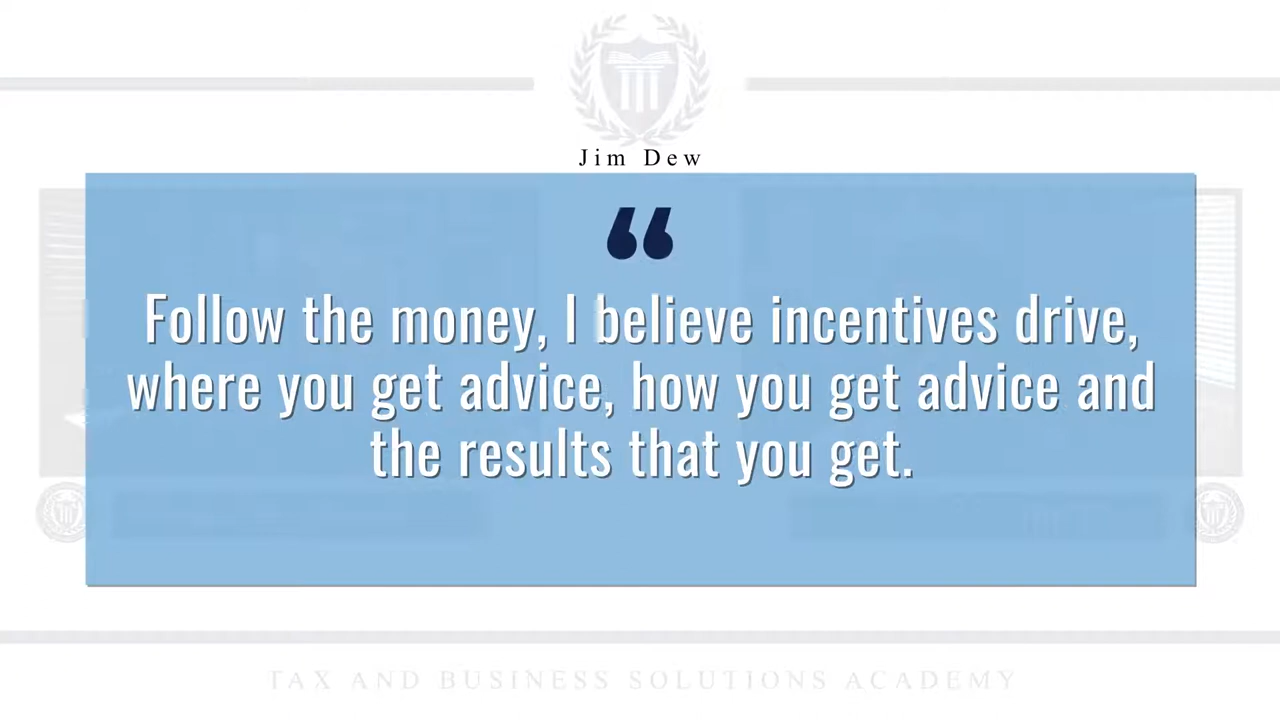 Jim Dew
“
Follow the money, I believe incentives drive,
where you get advice, how you get advice and
the results that you get.
TAX AND BUSINESS SOLUTIONS ACADEMY